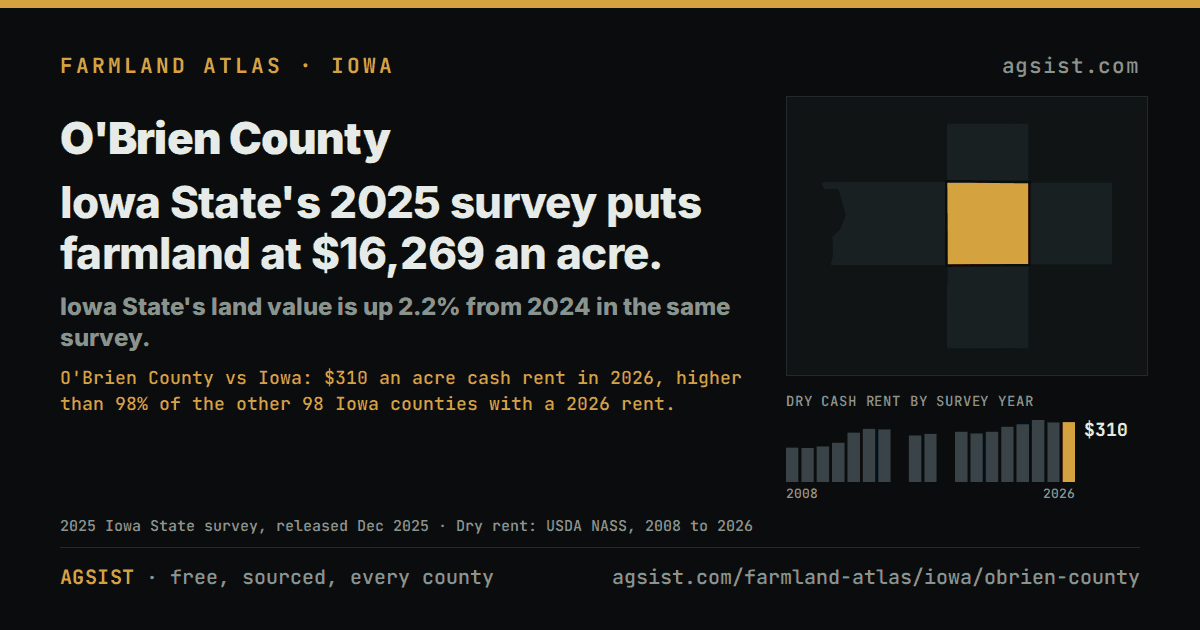 FARMLAND ATLAS · IOWA
agsist.com
O'Brien County
Iowa State's 2025 survey puts
farmland at $16,269 an acre.
Iowa State's land value is up 2.2% from 2024 in the same
survey.
O'Brien County vs Iowa: $310 an acre cash rent in 2026, higher
than 98% of the other 98 Iowa counties with a 2026 rent.
DRY CASH RENT BY SURVEY YEAR
$310
2008
2026
2025 Iowa State survey, released Dec 2025 · Dry rent: USDA NASS, 2008 to 2026
AGSIST · free, sourced, every county
agsist.com/farmland-atlas/iowa/obrien-county